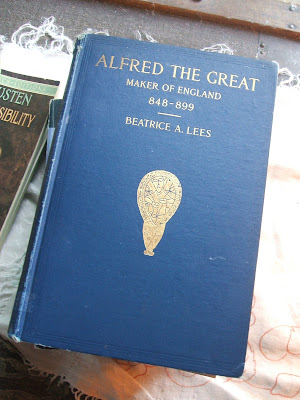 ALFRED THE GREAT
MAKER OF ENGLAND
848-899
BEATRICE A. LEES
USTEN
SIBILITY